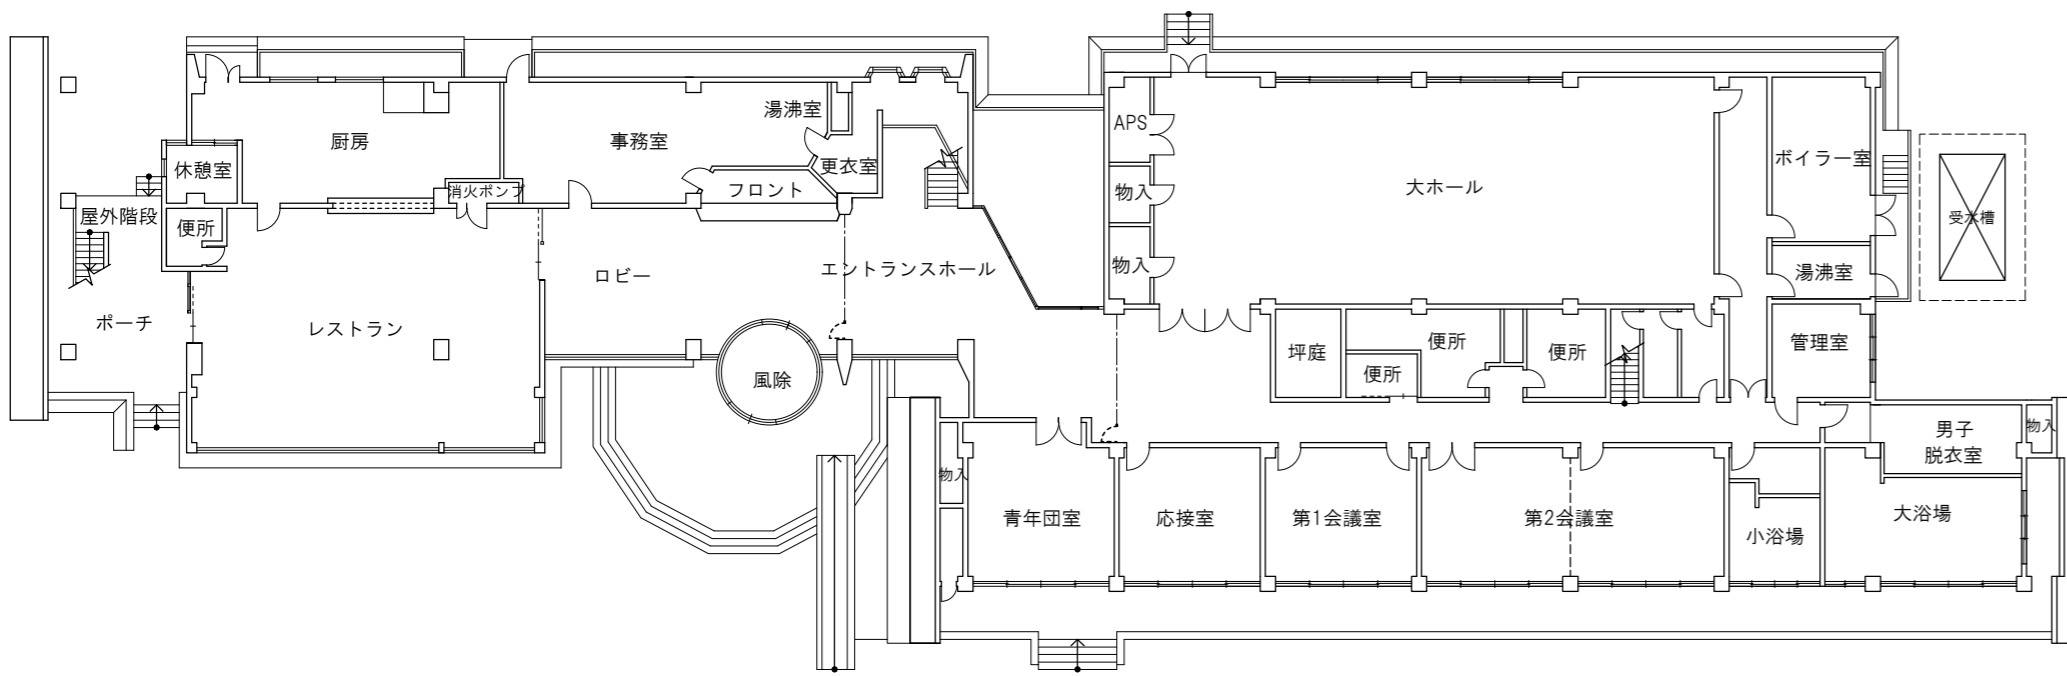 湯沸室
APS
厨房
事務室
ボイラー室
休憩室
更衣室
消火ポンプ
フロント
物入
大ホール
屋外階段
便所
受水槽
ロビー
エントランスホール
物入
湯沸室
ポーチ
レストラン
風除
坪庭
便所
便所
便所
管理室
男子
脱衣室
物入
物入
青年団室
応接室
第1会議室
第2会議室
小浴場
大浴場